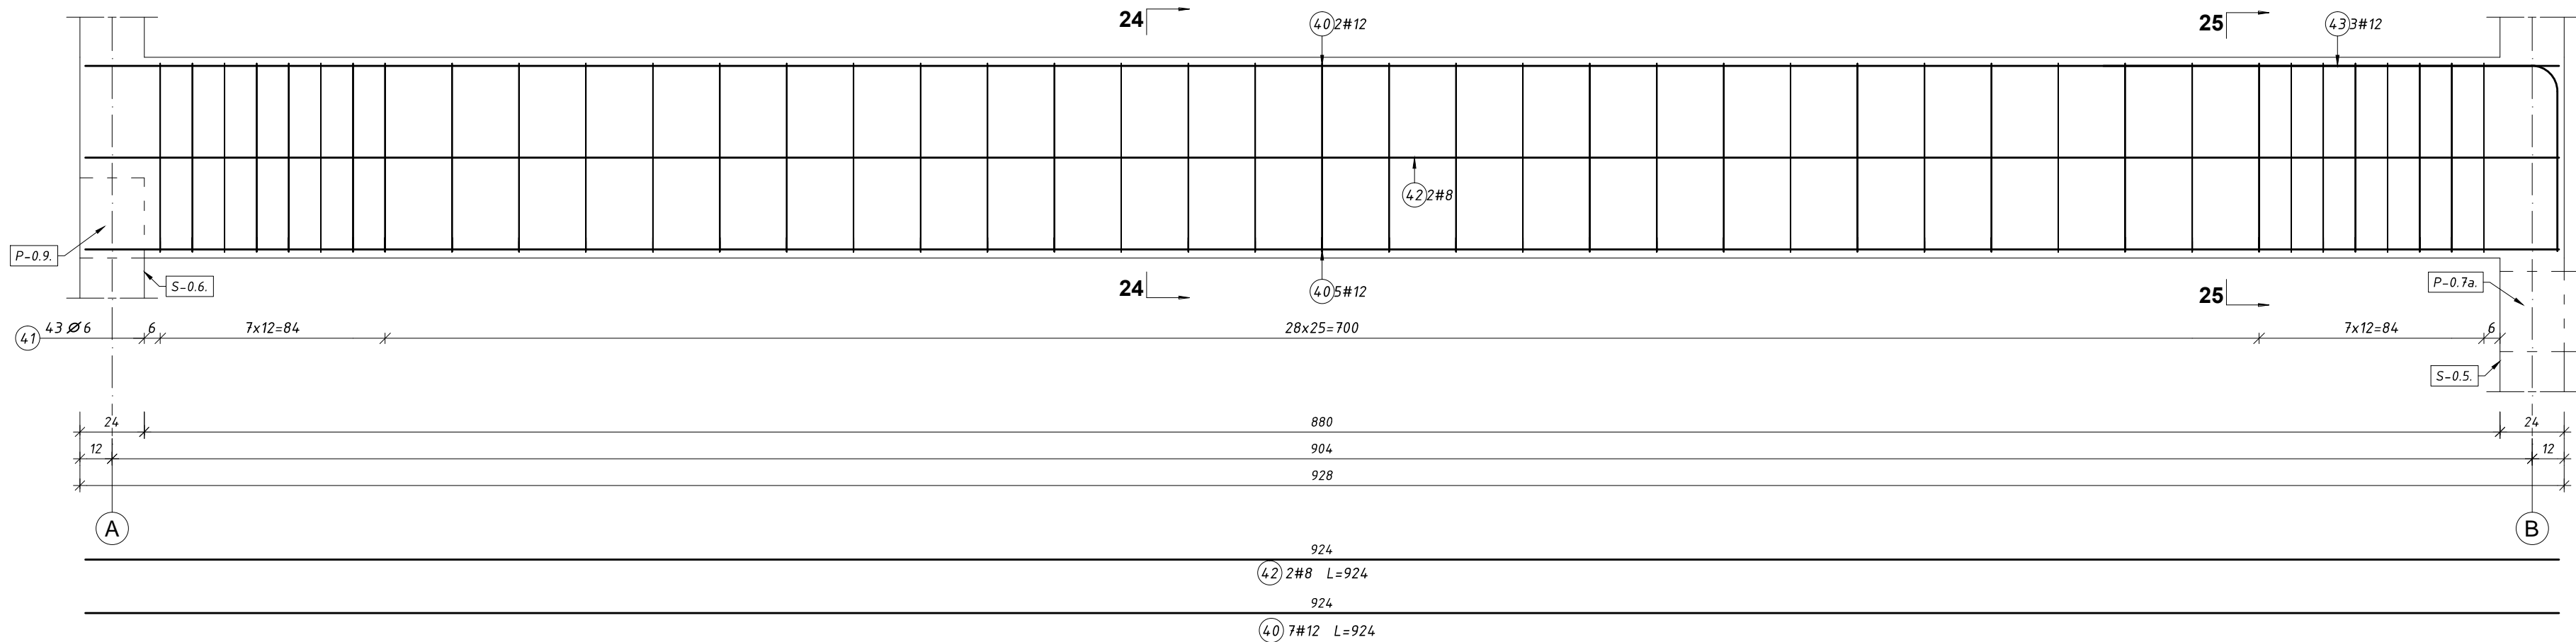 24 40 2#12 25 43 3#12
42 2#8
P-0.9.
S-0.6.
24 40 5#12 25 P-0.7a.
41 43 Ø 6 6 7x12=84 28x25=700 7x12=84 6
S-0.5.
24 880 24
12 904 12
928
A B
924
42 2#8 L=924
924
40 7#12 L=924